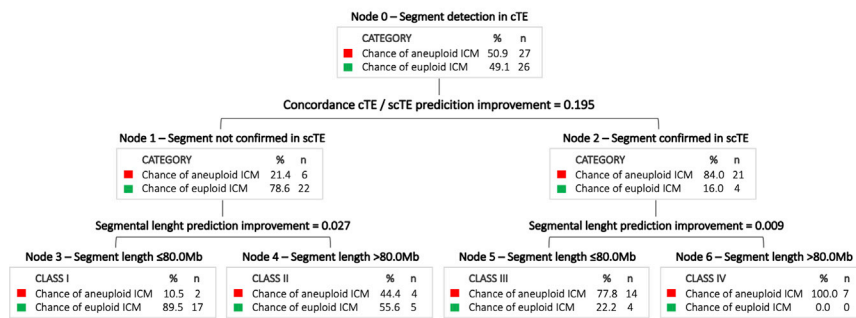 Node 0 – Segment detection in cTE
CATEGORY % n
Chance of aneuploid ICM 50.9 27
Chance of euploid ICM 49.1 26
Concordance cTE / scTE predicition improvement = 0.195
Node 1 – Segment not confirmed in scTE
CATEGORY % n
Chance of aneuploid ICM 21.4 6
Chance of euploid ICM 78.6 22
Node 2 – Segment confirmed in scTE
CATEGORY % n
Chance of aneuploid ICM 84.0 21
Chance of euploid ICM 16.0 4
Segmental lenght prediction improvement = 0.027
Segmental lenght prediction improvement = 0.009
Node 3 – Segment length ≤80.0Mb
CLASS I % n
Chance of aneuploid ICM 10.5 2
Chance of euploid ICM 89.5 17
Node 4 – Segment length >80.0Mb
CLASS II % n
Chance of aneuploid ICM 44.4 4
Chance of euploid ICM 55.6 5
Node 5 – Segment length ≤80.0Mb
CLASS III % n
Chance of aneuploid ICM 77.8 14
Chance of euploid ICM 22.2 4
Node 6 – Segment length >80.0Mb
CLASS IV % n
Chance of aneuploid ICM 100.0 7
Chance of euploid ICM 0.0 0